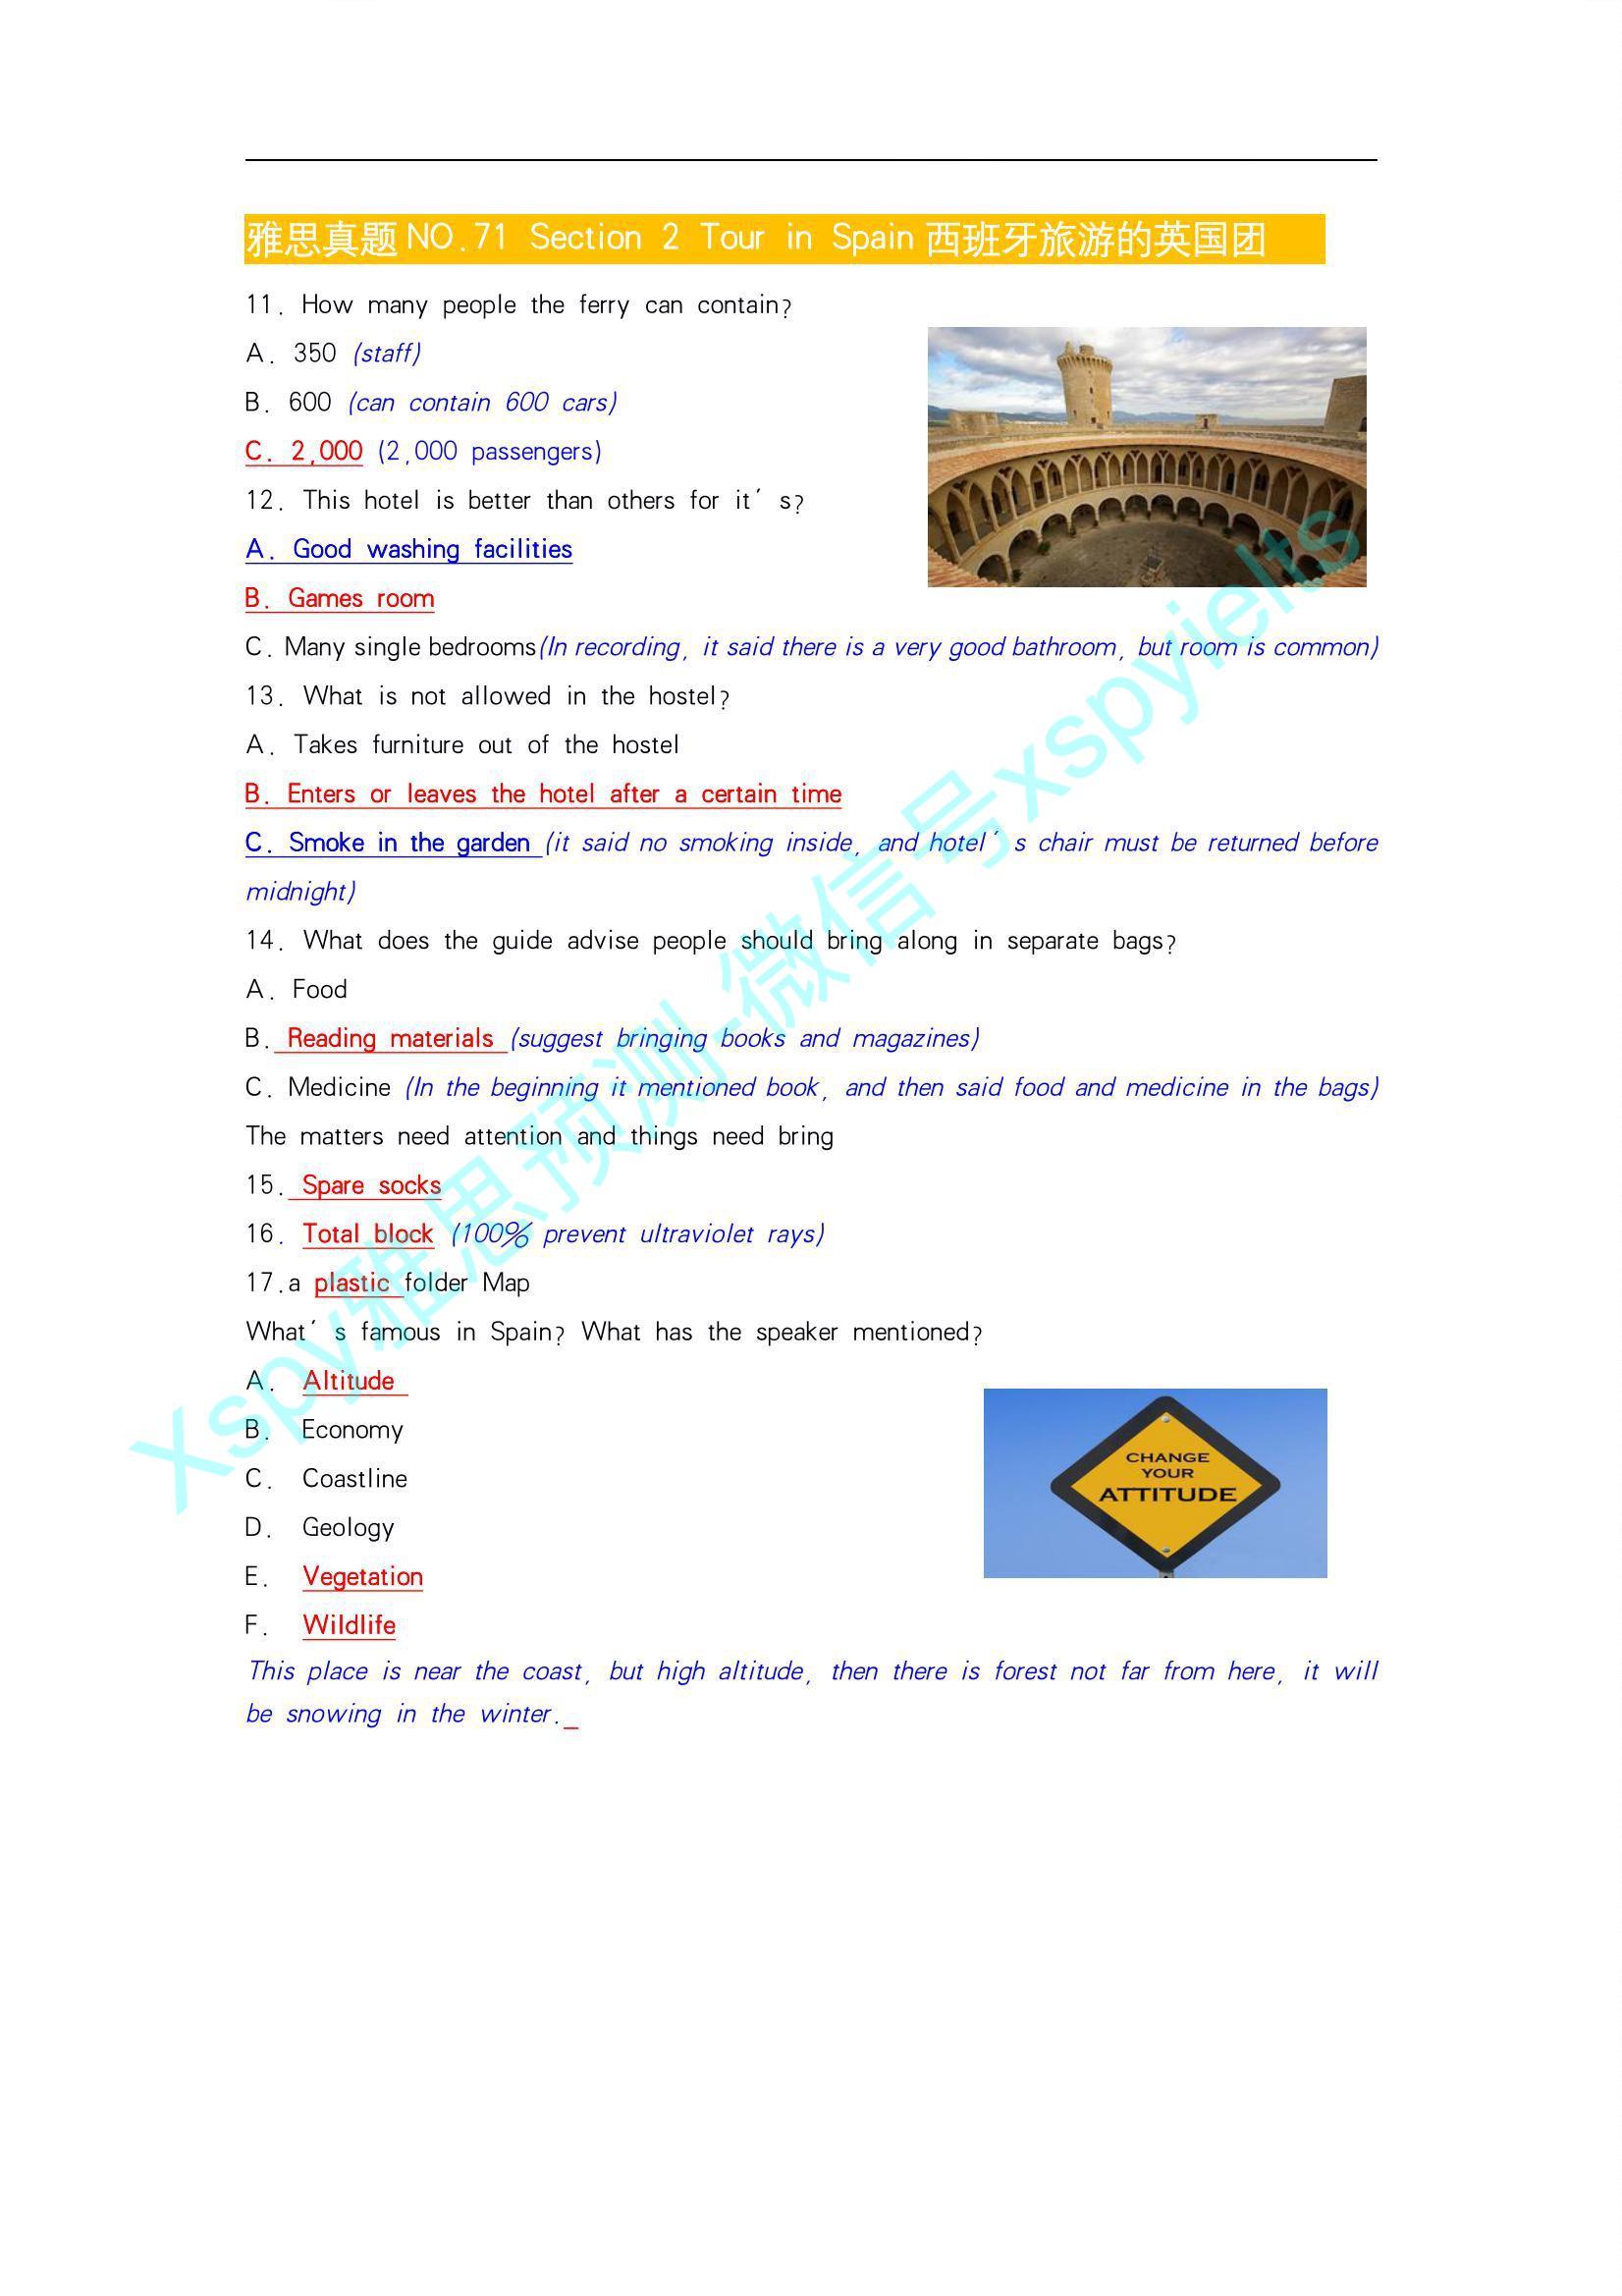 雅思真题NO.71 Section 2 Tour in Spain西班牙旅游的英国团
11. How many people the ferry can contain?
A. 350 (staff)
B. 600 (can contain 600 cars)
C. 2,000 (2,000 passengers)
12. This hotel is better than others for it’s?
A. Good washing facilities
B. Games room
C. Many single bedrooms(In recording, it said there is a very good bathroom, but room is common)
13. What is not allowed in the hostel?
A. Takes furniture out of the hostel
B. Enters or leaves the hotel after a certain time
C. Smoke in the garden (it said no smoking inside, and hotel’s chair must be returned before
midnight)
14. What does the guide advise people should bring along in separate bags?
A. Food
B. Reading materials (suggest bringing books and magazines)
C. Medicine (In the beginning it mentioned book, and then said food and medicine in the bags)
The matters need attention and things need bring
15. Spare socks
16. Total block (100% prevent ultraviolet rays)
17.a plastic folder Map
What’s famous in Spain? What has the speaker mentioned?
A. Altitude
B. Economy
C. Coastline
D. Geology
E. Vegetation
F. Wildlife
CHANGE
YOUR
ATTITUDE
This place is near the coast, but high altitude, then there is forest not far from here, it will
be snowing in the winter.
Xspy雅思预测-微信号xspyielts